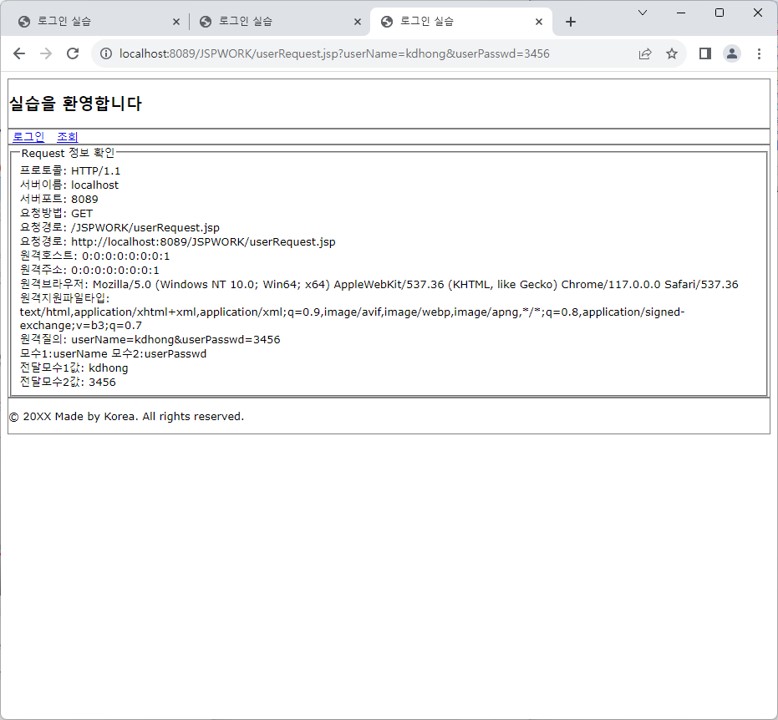 로그인 실습
로그인 실습
로그인 실습
localhost:8089/JSPWORK/userRequest.jsp?userName=kdhong&userPasswd=3456
실습을 환영합니다
로그인 조회
Request 정보 확인
프로토콜: HTTP/1.1
서버이름: localhost
서버포트: 8089
요청방법: GET
요청경로: /JSPWORK/userRequest.jsp
요청경로: http://localhost:8089/JSPWORK/userRequest.jsp
원격호스트: 0:0:0:0:0:0:0:1
원격주소: 0:0:0:0:0:0:0:1
원격브라우저: Mozilla/5.0 (Windows NT 10.0; Win64; x64) AppleWebKit/537.36 (KHTML, like Gecko) Chrome/117.0.0.0 Safari/537.36
원격지원파일타입:
text/html,application/xhtml+xml,application/xml;q=0.9,image/avif,image/webp,image/apng,*/*;q=0.8,application/signed-
exchange;v=b3;q=0.7
원격질의: userName=kdhong&userPasswd=3456
모수1:userName 모수2:userPasswd
전달모수1값: kdhong
전달모수2값: 3456
© 20XX Made by Korea. All rights reserved.